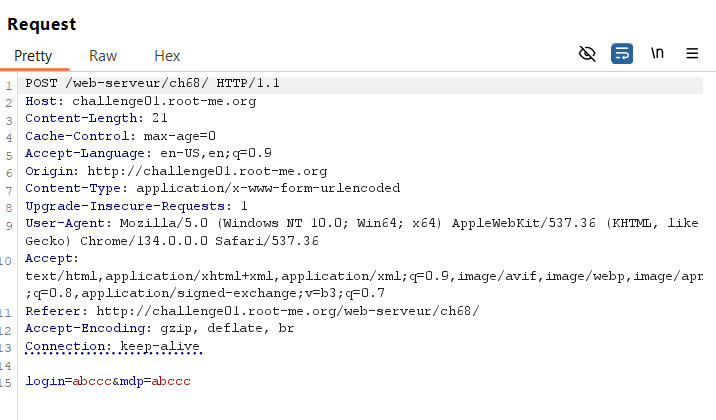 Request
Pretty Raw Hex \n
1 POST /web-serveur/ch68/ HTTP/1.1
2 Host: challenge01.root-me.org
3 Content-Length: 21
4 Cache-Control: max-age=0
5 Accept-Language: en-US,en;q=0.9
6 Origin: http://challenge01.root-me.org
7 Content-Type: application/x-www-form-urlencoded
8 Upgrade-Insecure-Requests: 1
9 User-Agent: Mozilla/5.0 (Windows NT 10.0; Win64; x64) AppleWebKit/537.36 (KHTML, like
Gecko) Chrome/134.0.0.0 Safari/537.36
10 Accept:
text/html,application/xhtml+xml,application/xml;q=0.9,image/avif,image/webp,image/apn
;q=0.8,application/signed-exchange;v=b3;q=0.7
11 Referer: http://challenge01.root-me.org/web-serveur/ch68/
12 Accept-Encoding: gzip, deflate, br
13 Connection: keep-alive
14
15 login=abccc&mdp=abccc